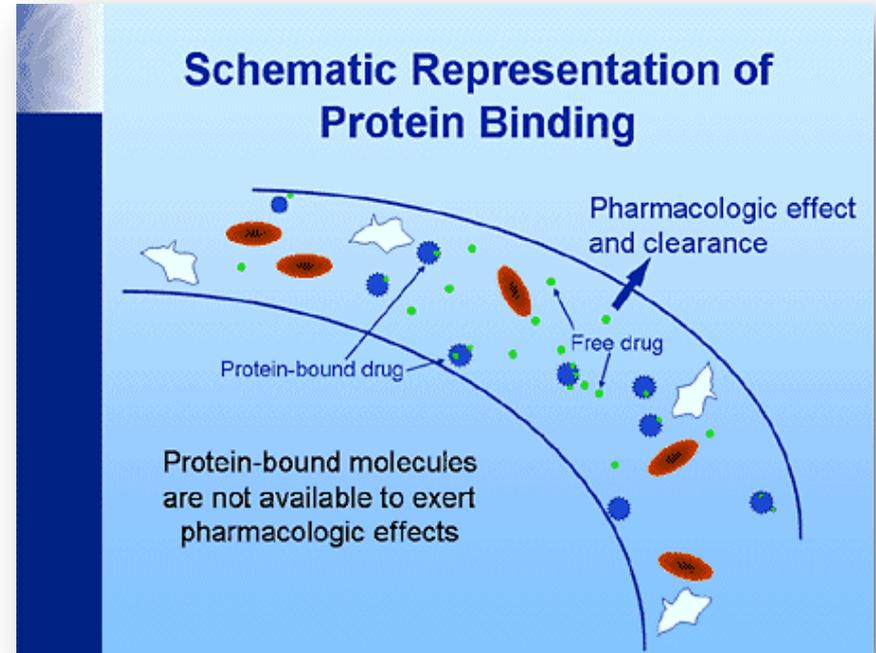 Schematic Representation of
Protein Binding
Pharmacologic effect
and clearance
Free drug
Protein-bound drug
Protein-bound molecules
are not available to exert
pharmacologic effects